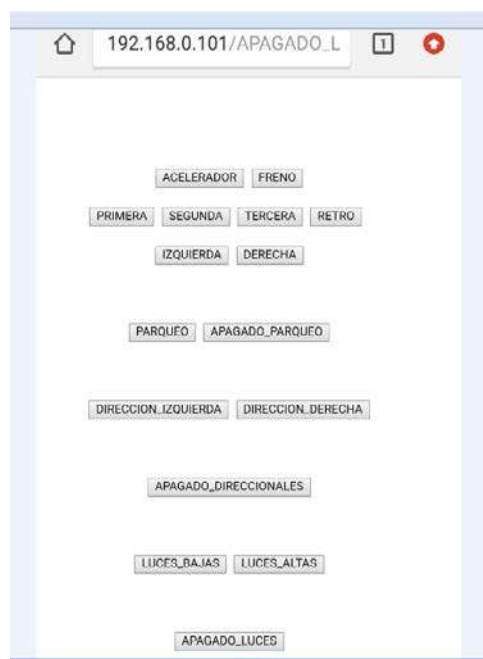 192.168.0.101/APAGADO_L 1
ACELERADOR FRENO
PRIMERA SEGUNDA TERCERA RETRO
IZQUIERDA DERECHA
PARQUEO APAGADO_PARQUEO
DIRECCION_IZQUIERDA DIRECCION_DERECHA
APAGADO_DIRECCIONALES
LUCES_BAJAS LUCES_ALTAS
APAGADO_LUCES